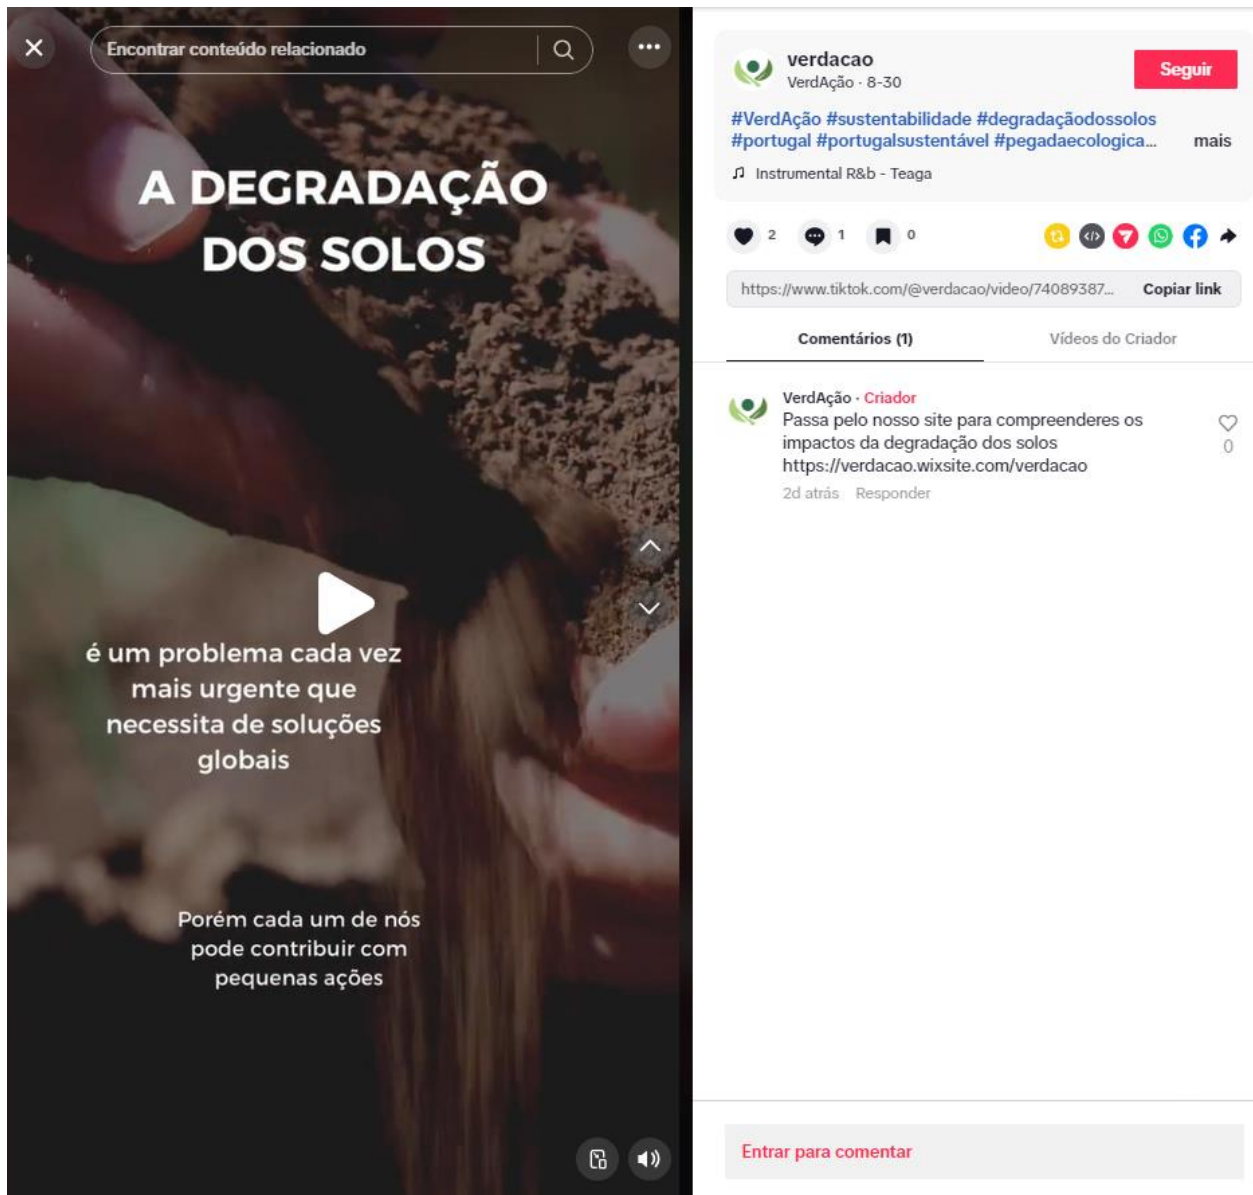 Encontrar conteúdo relacionado
A DEGRADAÇÃO
DOS SOLOS
é um problema cada vez
mais urgente que
necessita de soluções
globais
Porém cada um de nós
pode contribuir com
pequenas ações
verdacao
VerdAção · 8-30
Seguir
#VerdAção #sustentabilidade #degradaçãodossolos
#portugal #portugalsustentável #pegadaecologica... mais
Instrumental R&b - Teaga
2 1 0
https://www.tiktok.com/@verdacao/video/74089387... Copiar link
Comentários (1) Vídeos do Criador
VerdAção · Criador
Passa pelo nosso site para compreenderes os
impactos da degradação dos solos
https://verdacao.wixsite.com/verdacao
0
2d atrás Responder
Entrar para comentar